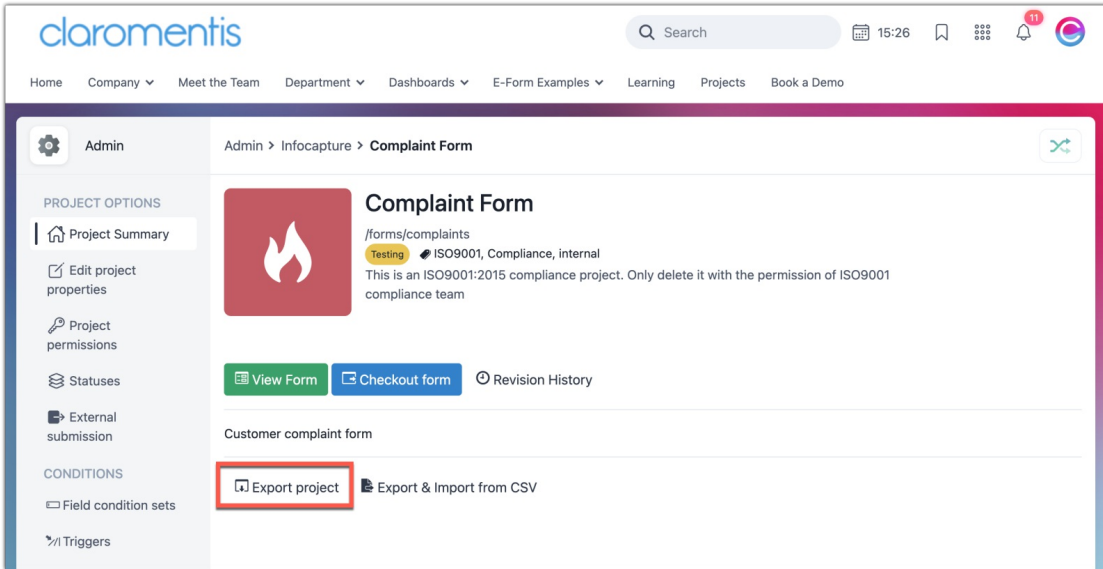 claromentis
Search
15:26
11
Home Company Meet the Team Department Dashboards E-Form Examples Learning Projects Book a Demo
Admin
Admin > Infocapture > Complaint Form
PROJECT OPTIONS
Project Summary
Edit project
properties
Project
permissions
Statuses
External
submission
CONDITIONS
Field condition sets
Triggers
Complaint Form
/forms/complaints
Testing ISO9001, Compliance, internal
This is an ISO9001:2015 compliance project. Only delete it with the permission of ISO9001
compliance team
View Form Checkout form Revision History
Customer complaint form
Export project Export & Import from CSV